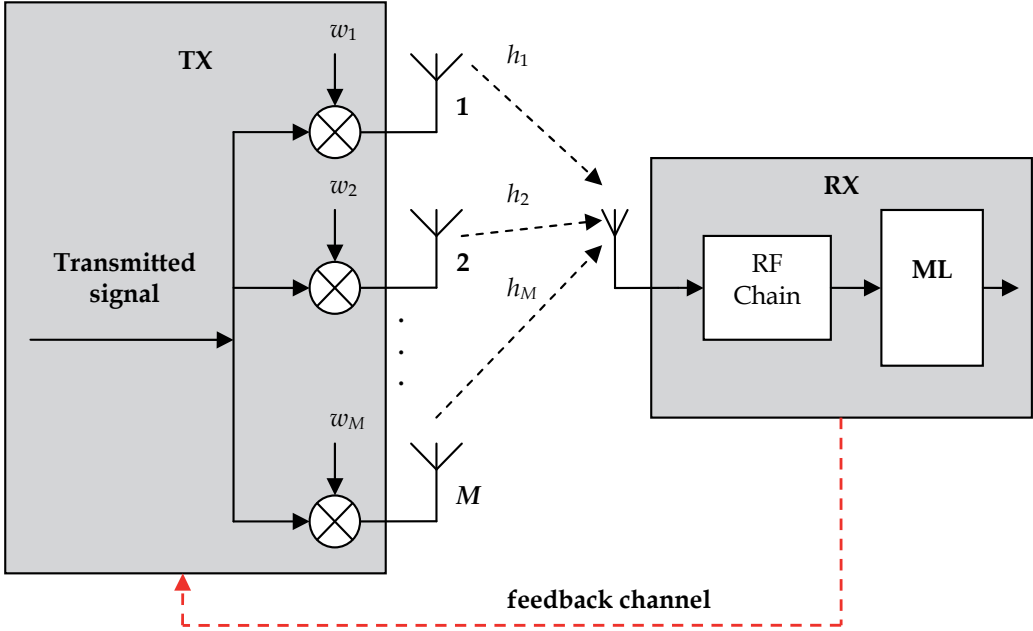 TX
w1
h1
1
RX
w2
h2
2
Transmitted
signal
RF
Chain
ML
hM
wM
M
feedback channel